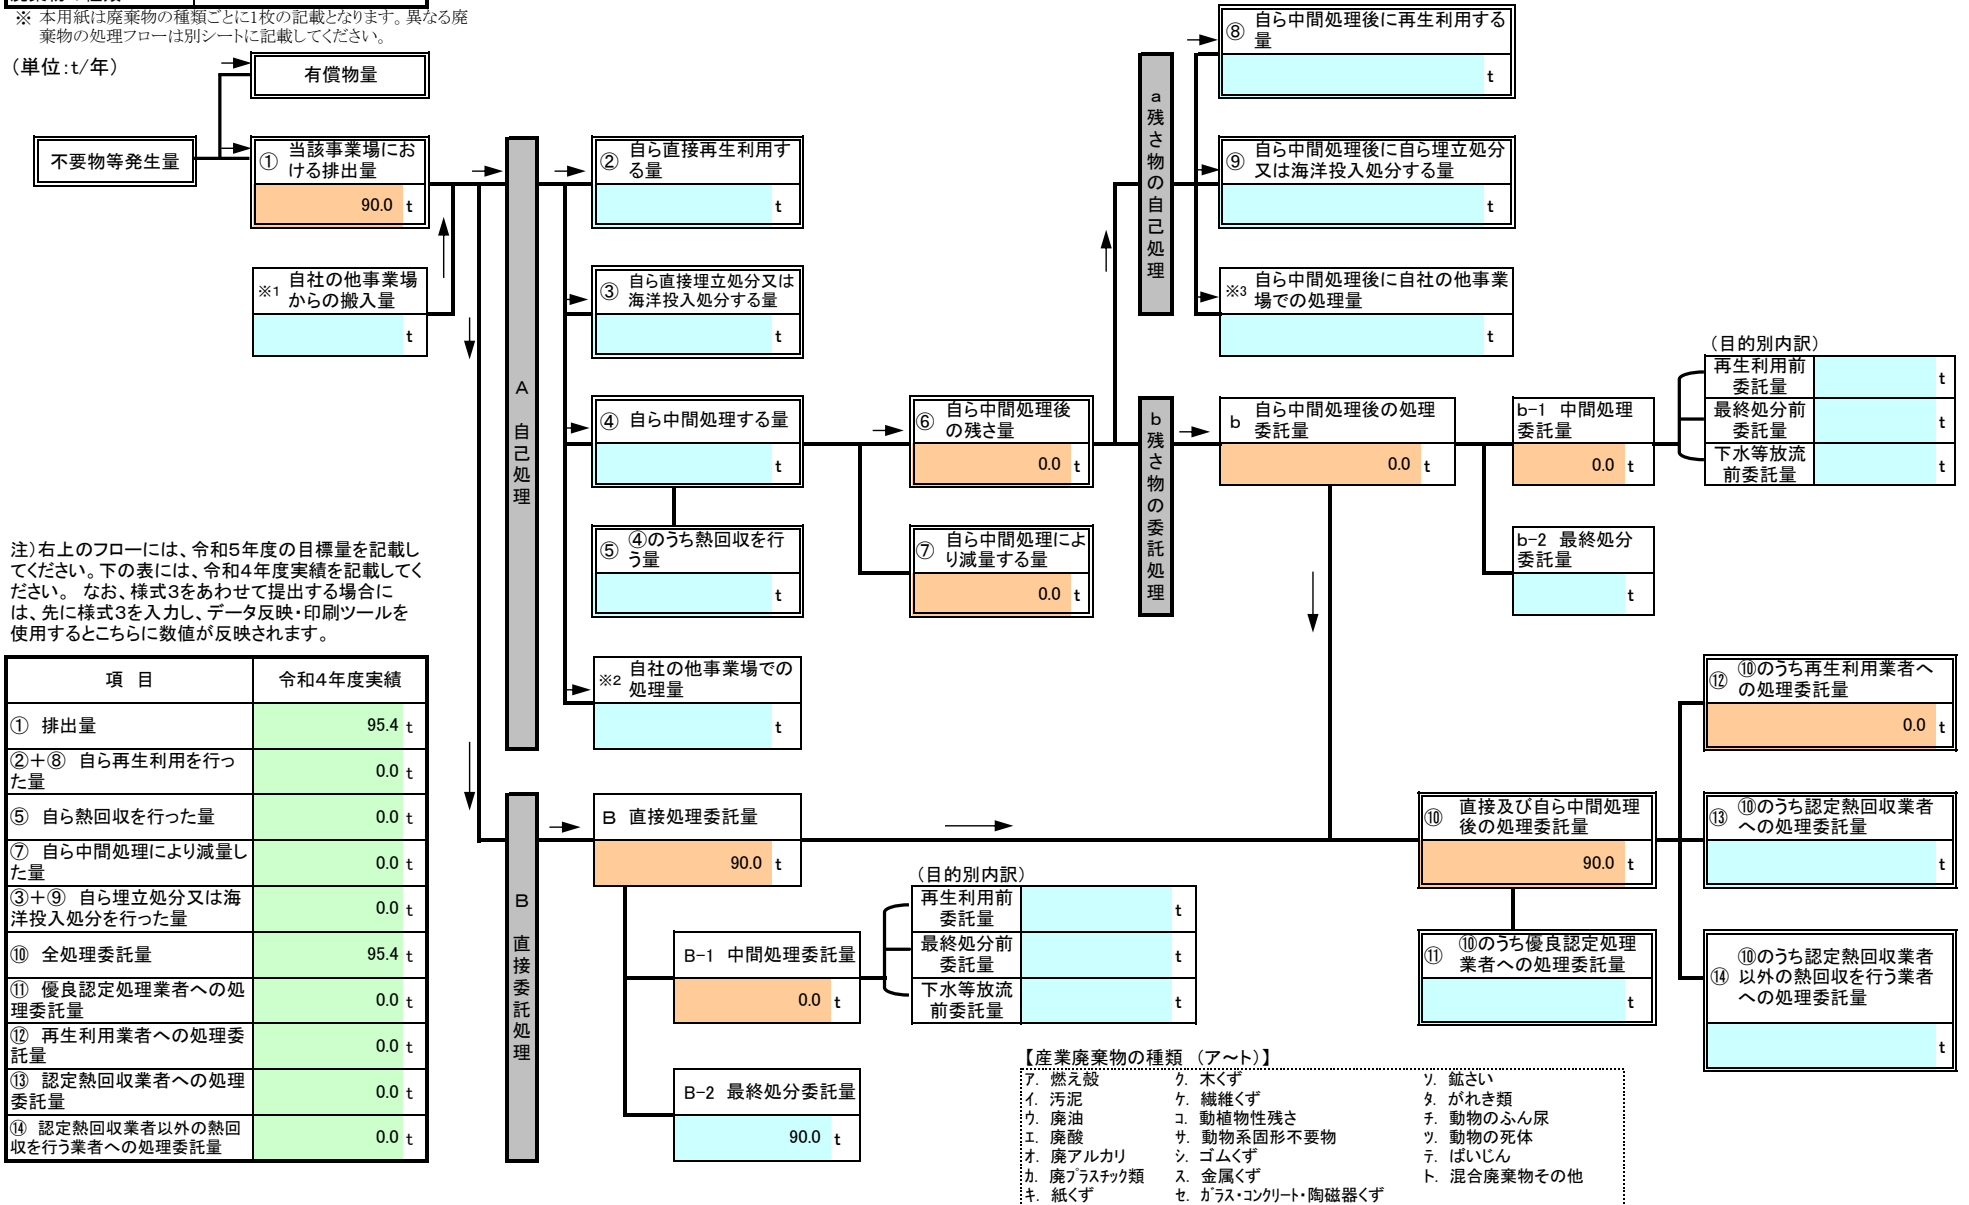 ※ 本用紙は廃棄物の種類ごとに1枚の記載となります。異なる廃
棄物の処理フローは別シートに記載してください。
(単位:t/年)
有償物量
不要物等発生量
① 当該事業場にお
ける排出量
90.0 t
※1 自社の他事業場
からの搬入量
t
A 自己処理
② 自ら直接再生利用す
る量
t
③ 自ら直接埋立処分又は
海洋投入処分する量
t
④ 自ら中間処理する量
t
⑤ ④のうち熱回収を行
う量
t
※2 自社の他事業場での
処理量
t
⑥ 自ら中間処理後
の残さ量
0.0 t
⑦ 自ら中間処理によ
り減量する量
0.0 t
a 残さ物の自己処理
⑧ 自ら中間処理後に再生利用する
量
t
⑨ 自ら中間処理後に自ら埋立処分
又は海洋投入処分する量
t
※3 自ら中間処理後に自社の他事業
場での処理量
t
b 残さ物の委託処理
b 自ら中間処理後の処理
委託量
0.0 t
b-1 中間処理
委託量
0.0 t
(目的別内訳)
再生利用前
委託量
t
最終処分前
委託量
t
下水等放流
前委託量
t
b-2 最終処分
委託量
t
注)右上のフローには、令和5年度の目標量を記載し
てください。下の表には、令和4年度実績を記載してく
ださい。 なお、様式3をあわせて提出する場合に
は、先に様式3を入力し、データ反映・印刷ツールを
使用するとこちらに数値が反映されます。
項 目 令和4年度実績
① 排出量 95.4 t
②+⑧ 自ら再生利用を行っ
た量
0.0 t
⑤ 自ら熱回収を行った量 0.0 t
⑦ 自ら中間処理により減量し
た量
0.0 t
③+⑨ 自ら埋立処分又は海
洋投入処分を行った量
0.0 t
⑩ 全処理委託量 95.4 t
⑪ 優良認定処理業者への処
理委託量
0.0 t
⑫ 再生利用業者への処理委
託量
0.0 t
⑬ 認定熱回収業者への処理
委託量
0.0 t
⑭ 認定熱回収業者以外の熱回
収を行う業者への処理委託量
0.0 t
B 直接委託処理
B 直接処理委託量
90.0 t
B-1 中間処理委託量
0.0 t
(目的別内訳)
再生利用前
委託量
t
最終処分前
委託量
t
下水等放流
前委託量
t
B-2 最終処分委託量
90.0 t
⑩ 直接及び自ら中間処理
後の処理委託量
90.0 t
⑪ ⑩のうち優良認定処理
業者への処理委託量
t
⑫ ⑩のうち再生利用業者へ
の処理委託量
0.0 t
⑬ ⑩のうち認定熱回収業者
への処理委託量
t
⑭ ⑩のうち認定熱回収業者
以外の熱回収を行う業者
への処理委託量
t
【産業廃棄物の種類 (ア~ト)】
ア. 燃え殻 ク. 木くず ソ. 鉱さい
イ. 汚泥 ケ. 繊維くず タ. がれき類
ウ. 廃油 コ. 動植物性残さ チ. 動物のふん尿
エ. 廃酸 サ. 動物系固形不要物 ツ. 動物の死体
オ. 廃アルカリ シ. ゴムくず テ. ばいじん
カ. 廃プラスチック類 ス. 金属くず ト. 混合廃棄物その他
キ. 紙くず セ. ガラス・コンクリート・陶磁器くず